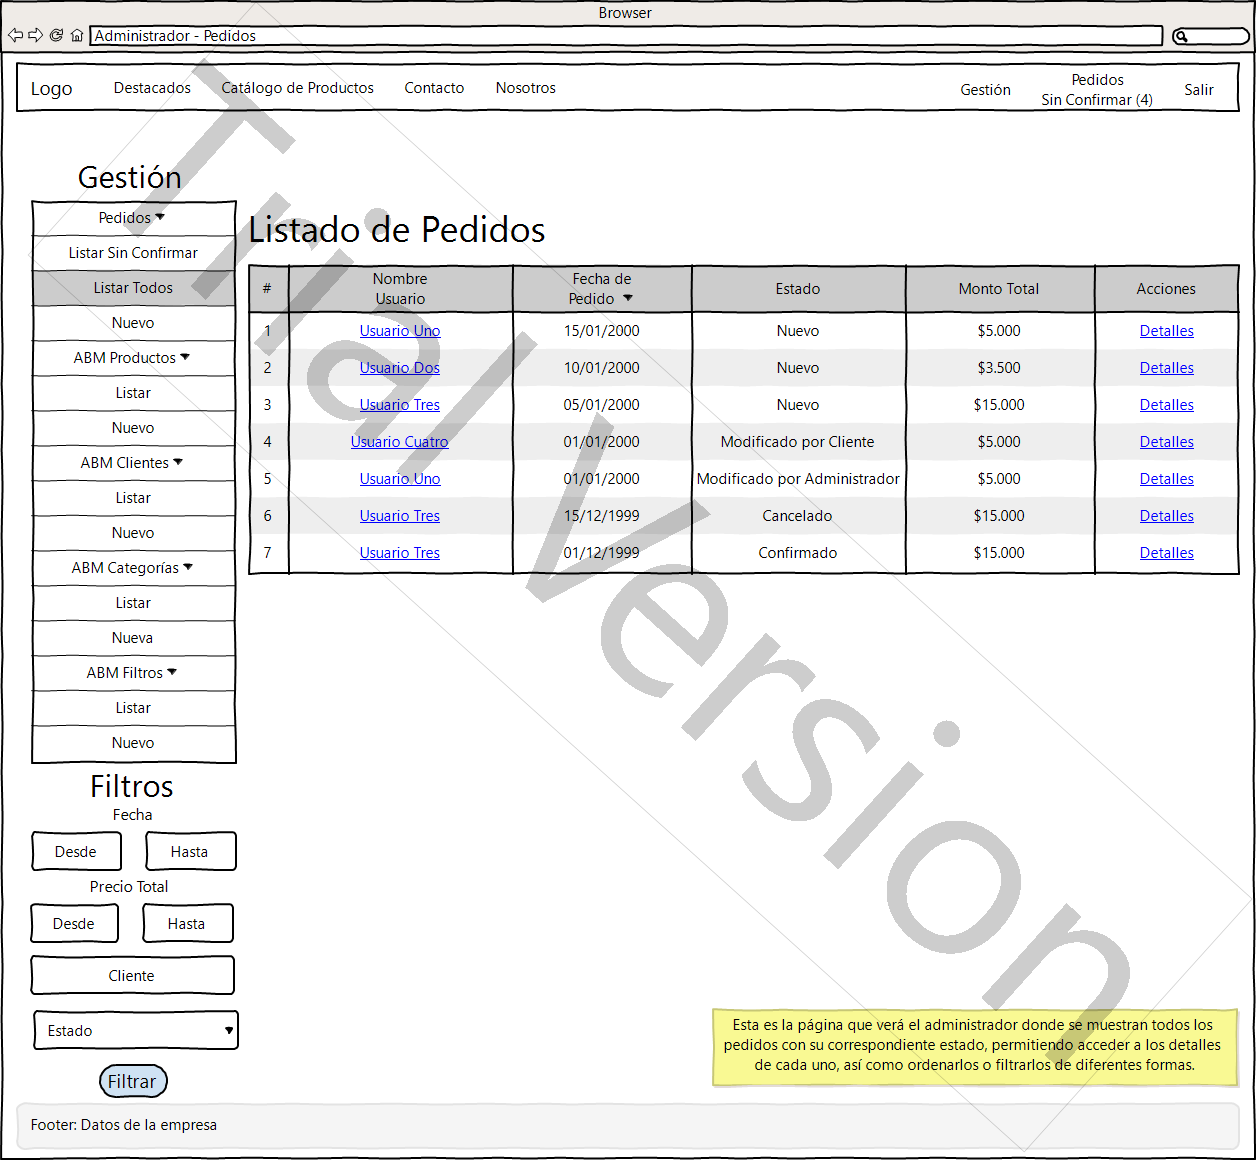 Browser
Administrador - Pedidos
Logo Destacados Catálogo de Productos Contacto Nosotros Gestión Pedidos Salir
Sin Confirmar (4)
Gestión
Pedidos
Listar Sin Confirmar
Listar Todos
Nuevo
ABM Productos
Listar
Nuevo
ABM Clientes
Listar
Nuevo
ABM Categorías
Listar
Nueva
ABM Filtros
Listar
Nuevo
Filtros
Fecha
Desde Hasta
Precio Total
Desde Hasta
Cliente
Estado
Filtrar
Listado de Pedidos
# Nombre Usuario Fecha de Pedido Estado Monto Total Acciones
1 Usuario Uno 15/01/2000 Nuevo $5.000 Detalles
2 Usuario Dos 10/01/2000 Nuevo $3.500 Detalles
3 Usuario Tres 05/01/2000 Nuevo $15.000 Detalles
4 Usuario Cuatro 01/01/2000 Modificado por Cliente $5.000 Detalles
5 Usuario Uno 01/01/2000 Modificado por Administrador $5.000 Detalles
6 Usuario Tres 15/12/1999 Cancelado $15.000 Detalles
7 Usuario Tres 01/12/1999 Confirmado $15.000 Detalles
Esta es la página que verá el administrador donde se muestran todos los
pedidos con su correspondiente estado, permitiendo acceder a los detalles
de cada uno, así como ordenarlos o filtrarlos de diferentes formas.
Footer: Datos de la empresa
Trial Version